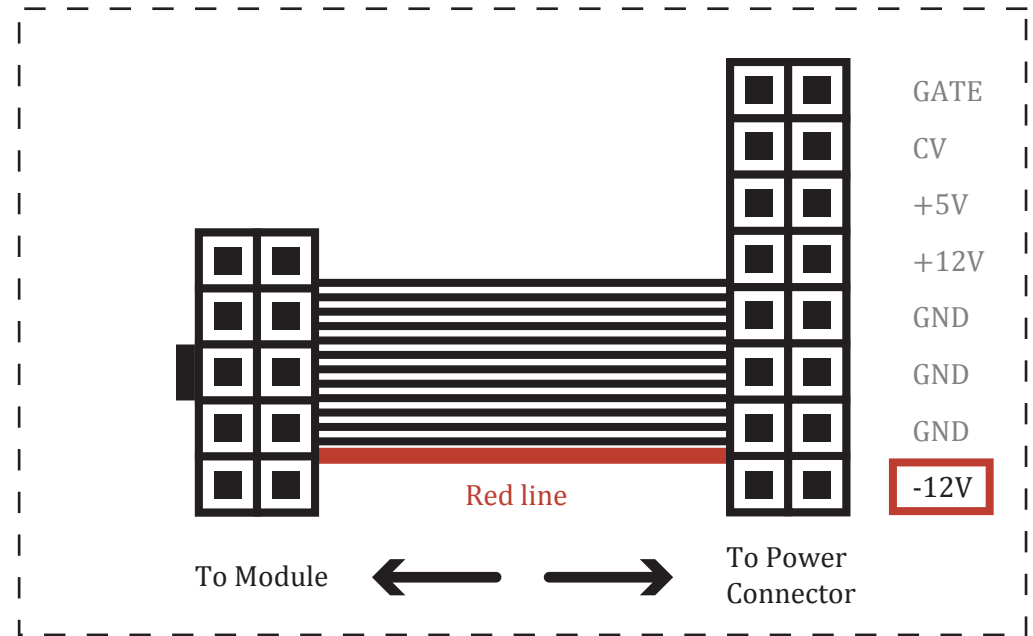 GATE
CV
+5V
+12V
GND
GND
GND
-12V
Red line
To Module
To Power
Connector